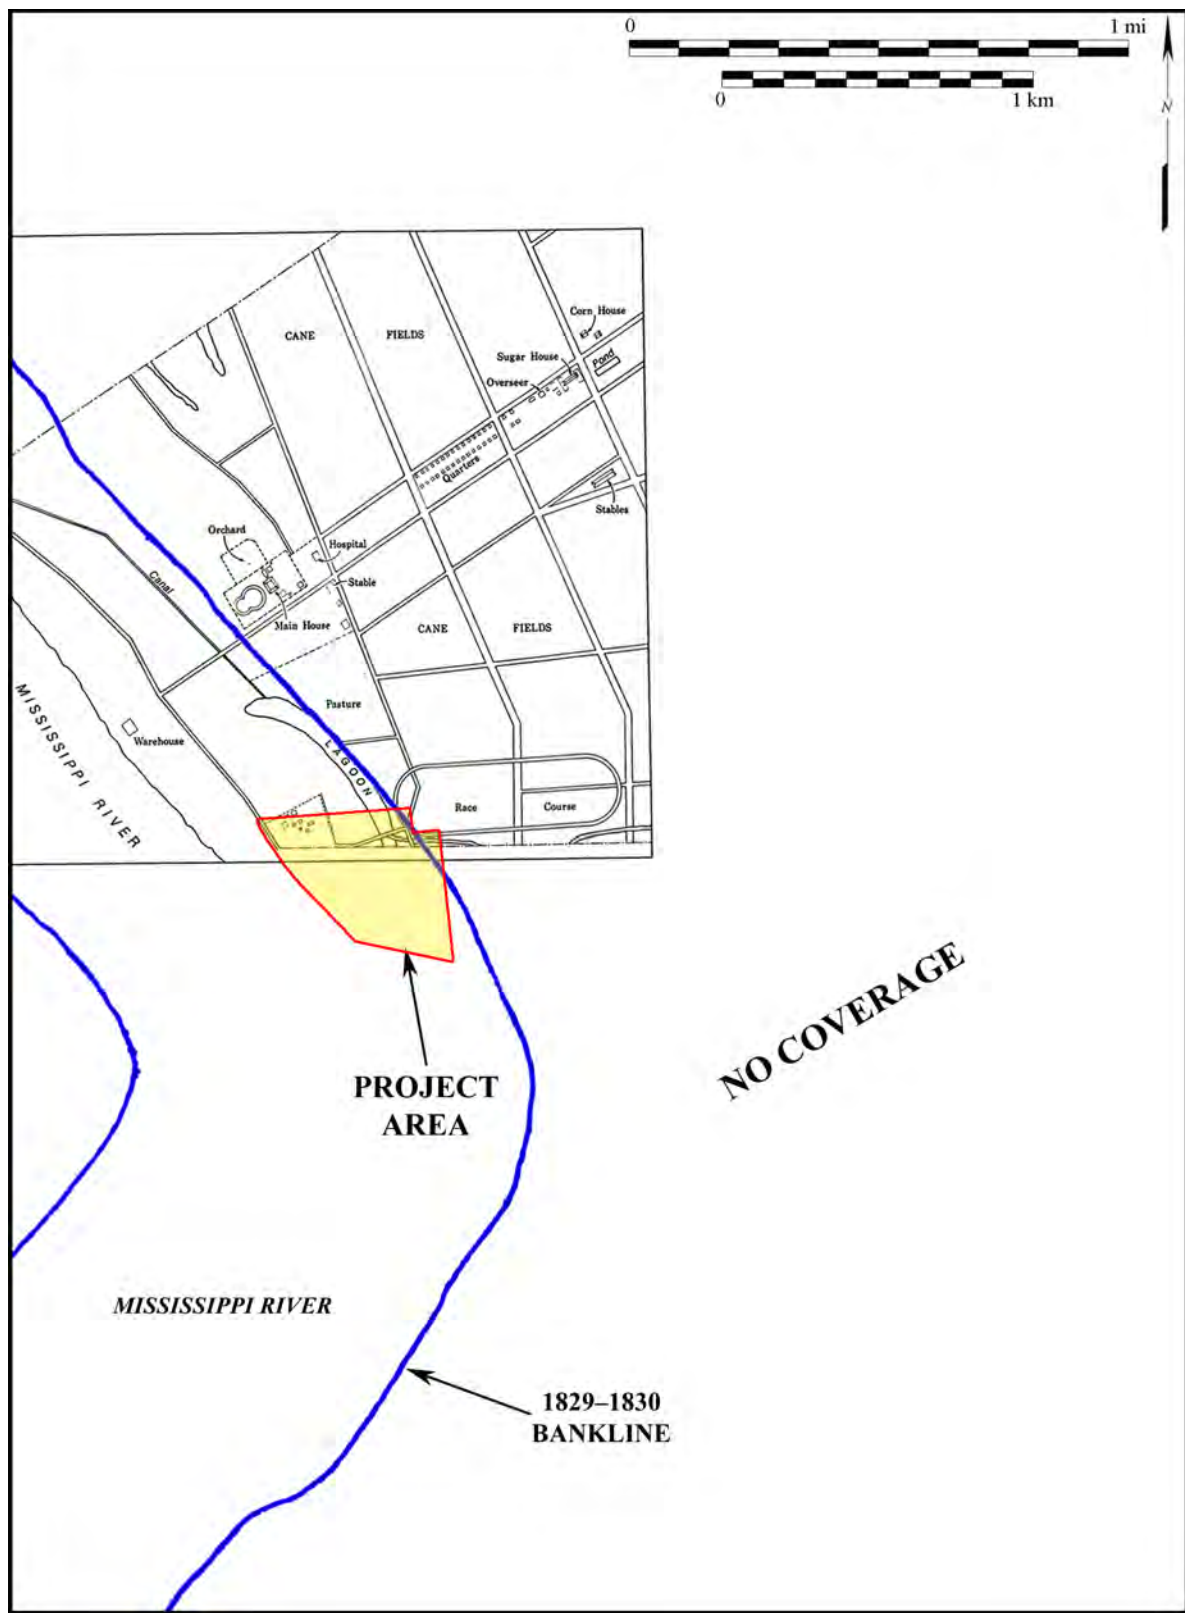 0 1 mi
0 1 km
N
Corn House
CANE FIELDS
Sugar House
Pond
Overseer
Quarters
Stables
Orchard
Hospital
Canal
Stable
Main House
CANE FIELDS
MISSISSIPPI RIVER
Pasture
Warehouse
LAGOON
Race Course
NO COVERAGE
PROJECT
AREA
MISSISSIPPI RIVER
1829–1830
BANKLINE